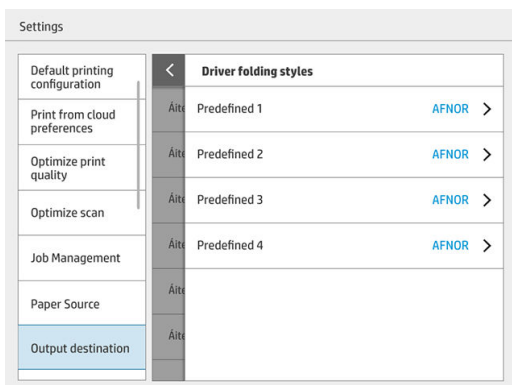 Settings
Default printing
configuration
Print from cloud
preferences
Optimize print
quality
Optimize scan
Job Management
Paper Source
Output destination
Driver folding styles
Predefined 1 AFNOR
Predefined 2 AFNOR
Predefined 3 AFNOR
Predefined 4 AFNOR